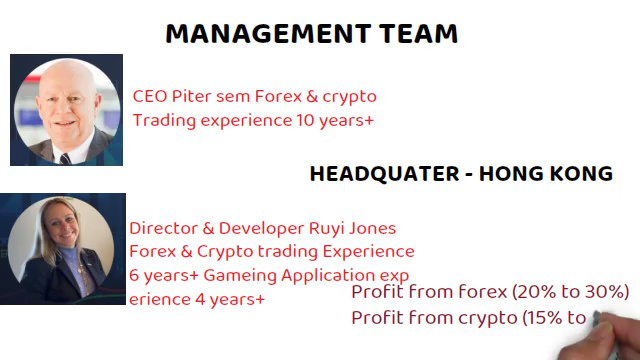 MANAGEMENT TEAM
CEO Piter sem Forex & crypto
Trading experience 10 years+
HEADQUATER - HONG KONG
Director & Developer Ruyi Jones
Forex & Crypto trading Experience
6 years+ Gameing Application exp
erience 4 years+
Profit from forex (20% to 30%)
Profit from crypto (15% to